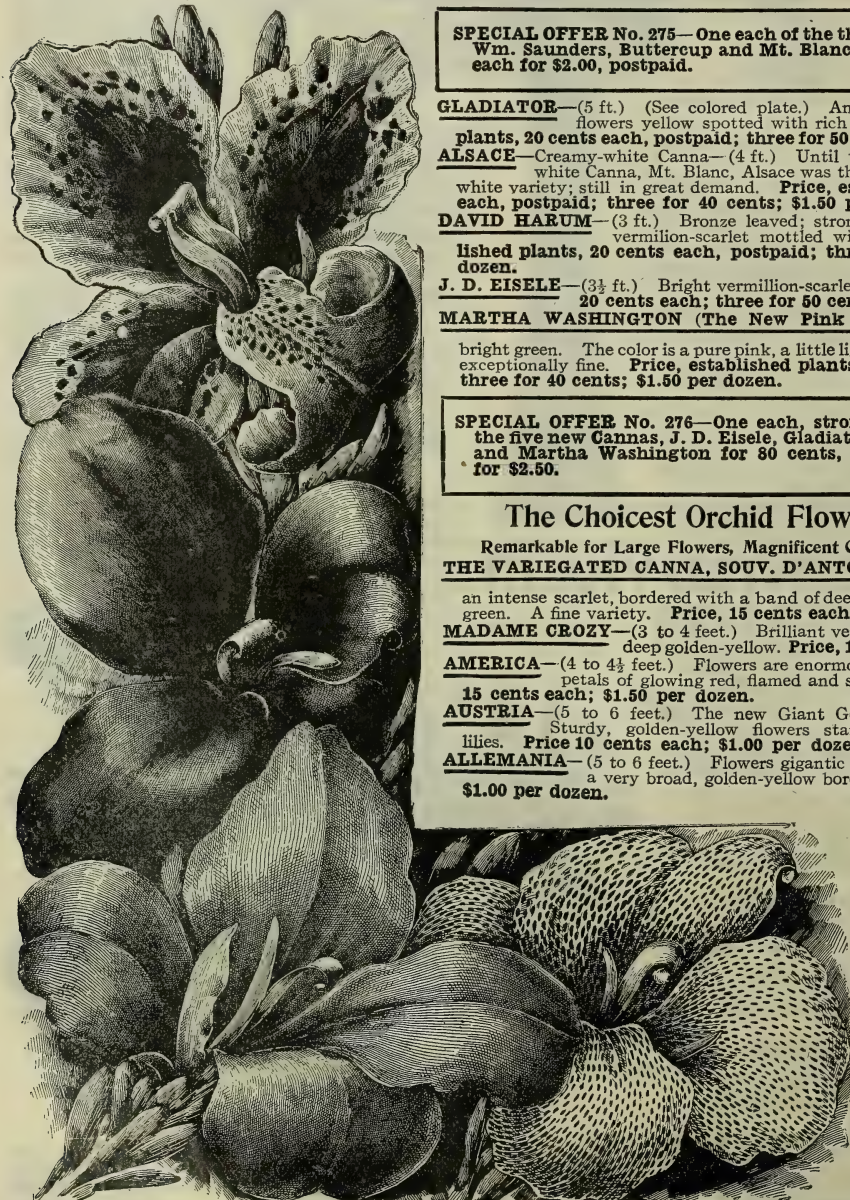 SPECIAL OFFER No. 275—One each of the
Wm. Saunders, Buttercup and Mt. Blanc
each for $2.00, postpaid.
GLADIATOR—(5 ft.) (See colored plate.)
flowers yellow spotted with rich
plants, 20 cents each, postpaid; three for 50
ALSACE—Creamy-white Canna—(4 ft.) Until
white Canna, Mt. Blanc, Alsace was
white variety; still in great demand. Price,
each, postpaid; three for 40 cents; $1.50
DAVID HARUM—(3 ft.) Bronze leaved;
vermilion-scarlet mottled
lished plants, 20 cents each, postpaid;
dozen.
J. D. EISELE—(3½ ft.) Bright vermillion-scarle
20 cents each; three for 50
MARTHA WASHINGTON (The New Pink
bright green. The color is a pure pink, a little
exceptionally fine. Price, established plants
three for 40 cents; $1.50 per dozen.
SPECIAL OFFER No. 276—One each,
the five new Cannas, J. D. Eisele, Gladiat
and Martha Washington for 80 cents,
for $2.50.
The Choicest Orchid Flow
Remarkable for Large Flowers, Magnificent
THE VARIEGATED CANNA, SOUV. D'ANTO
an intense scarlet, bordered with a band of dee
green. A fine variety. Price, 15 cents each
MADAME CROZY—(3 to 4 feet.) Brilliant ve
deep golden-yellow. Price, 1
AMERICA—(4 to 4½ feet.) Flowers are enormo
petals of glowing red, flamed and s
15 cents each; $1.50 per dozen.
AUSTRIA—(5 to 6 feet.) The new Giant G
Sturdy, golden-yellow flowers sta
lilies. Price 10 cents each; $1.00 per doze
ALLEMANIA—(5 to 6 feet.) Flowers gigantic
a very broad, golden-yellow bor
$1.00 per dozen.